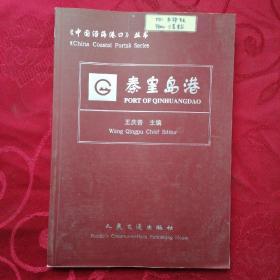 《中国沿海港口》丛书
《China Coastal Ports》 Series
秦皇岛港
PORT OF QINHUANGDAO
王庆普 主编
Wang Qingpu Chief Editor
人民交通出版社
People's Communications Publishing House